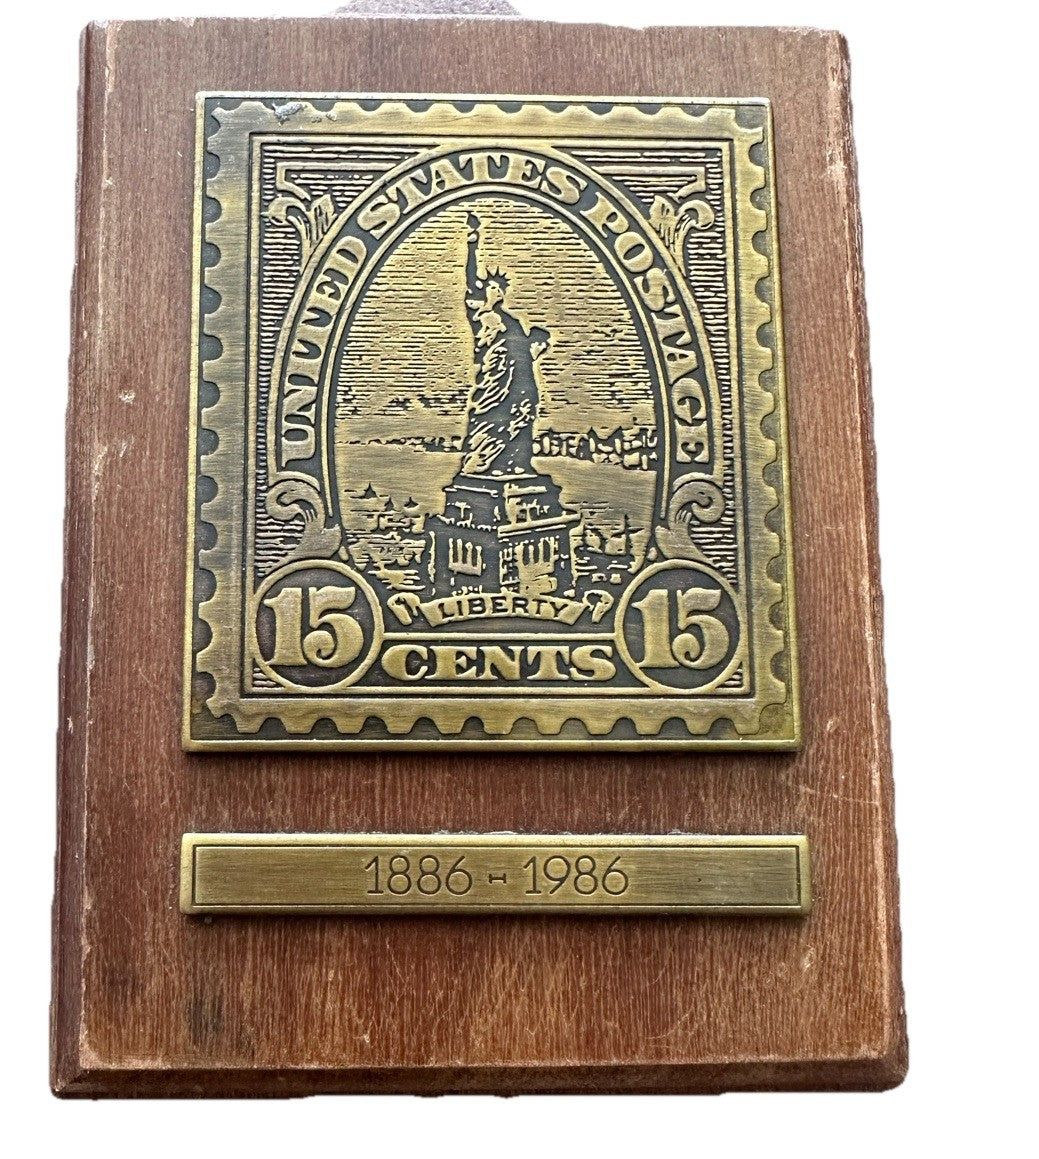 UNITED STATES POSTAGE
LIBERTY
15 CENTS 15
1886 - 1986